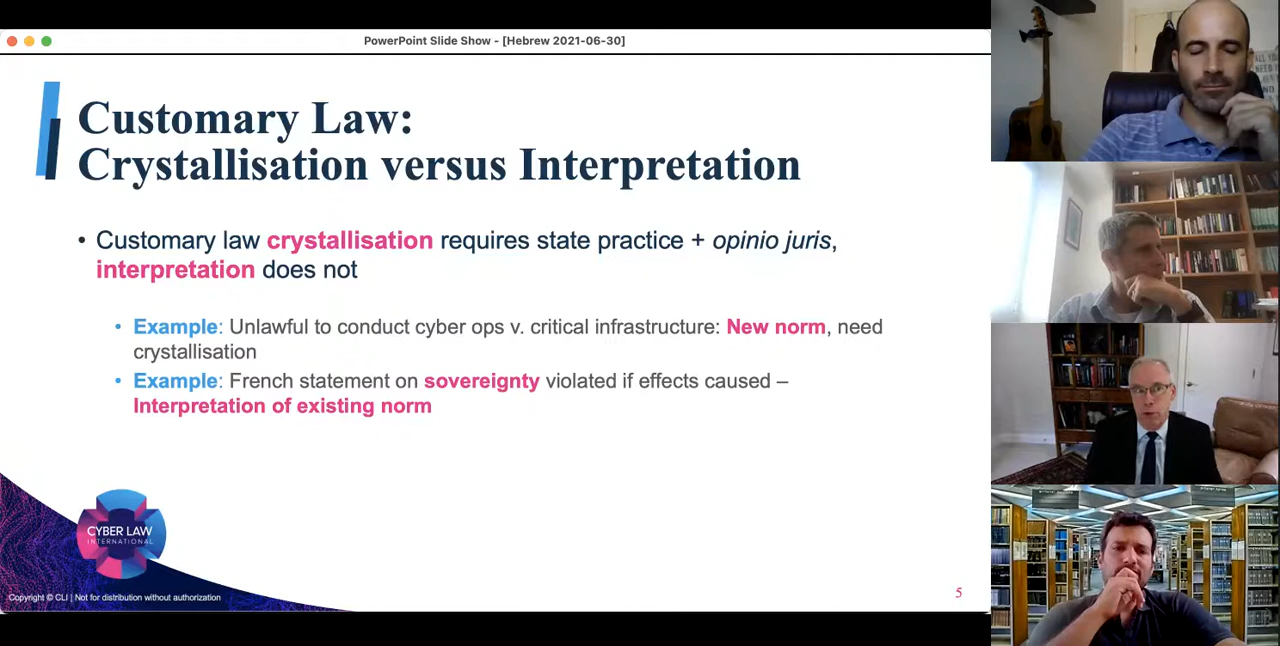 PowerPoint Slide Show - [Hebrew 2021-06-30]
Customary Law:
Crystallisation versus Interpretation
• Customary law crystallisation requires state practice + opinio juris,
interpretation does not
• Example: Unlawful to conduct cyber ops v. critical infrastructure: New norm, need
crystallisation
• Example: French statement on sovereignty violated if effects caused –
Interpretation of existing norm
CYBER LAW
INTERNATIONAL
Copyright © CLI | Not for distribution without authorization
5